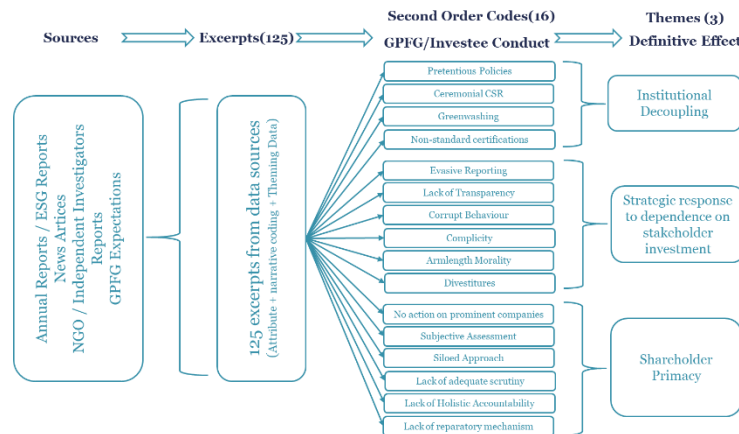 Sources
Excerpts(125)
Second Order Codes(16)
GPFG/Investee Conduct
Themes (3)
Definitive Effect
Annual Reports / ESG Reports
News Artices
NGO / Independent Investigators
Reports
GPFG Expectations
125 excerpts from data sources
(Attribute + narrative coding + Theming Data)
Pretentious Policies
Ceremonial CSR
Greenwashing
Non-standard certifications
Evasive Reporting
Lack of Transparency
Corrupt Behaviour
Complicity
Armlength Morality
Divestitures
No action on prominent companies
Subjective Assessment
Siloed Approach
Lack of adequate scrutiny
Lack of Holistic Accountability
Lack of reparatory mechanism
Institutional
Decoupling
Strategic response
to dependence on
stakeholder
investment
Shareholder
Primacy